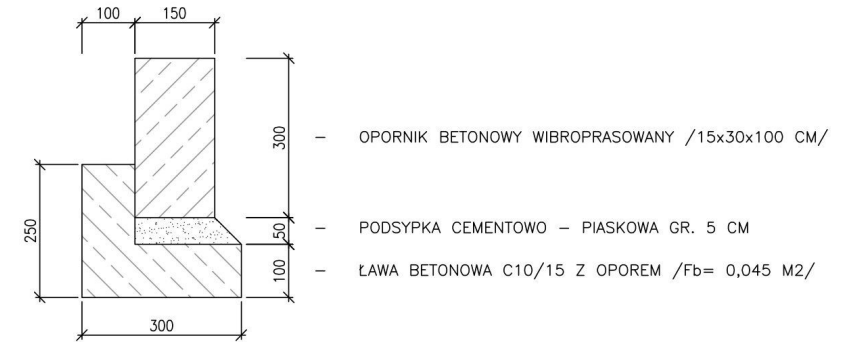 100 150
300
– OPORNIK BETONOWY WIBROPRASOWANY /15x30x100 CM/
250
50
– PODSYPKA CEMENTOWO – PIASKOWA GR. 5 CM
100
– ŁAWA BETONOWA C10/15 Z OPOREM /Fb= 0,045 M2/
300